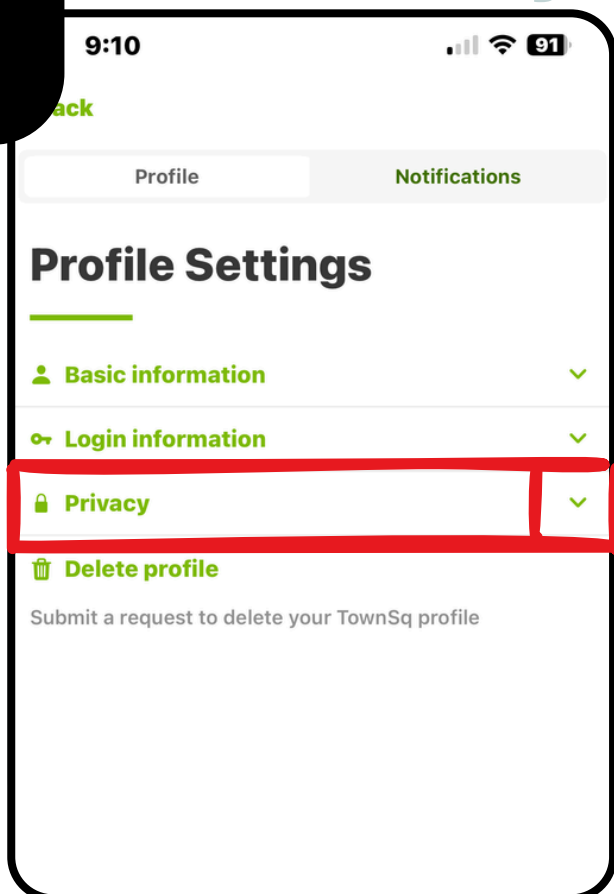 9:10
91
ack
Profile
Notifications
Profile Settings
Basic information
Login information
Privacy
Delete profile
Submit a request to delete your TownSq profile